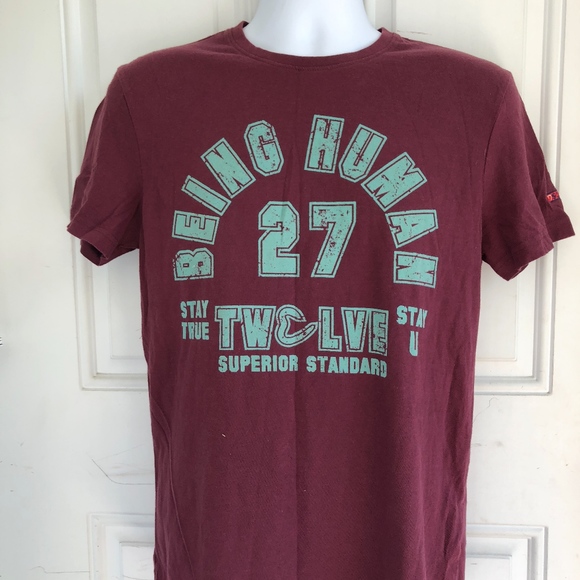 BEING HUMAN
27
STAY TRUE
TWELVE
STAY U
SUPERIOR STANDARD